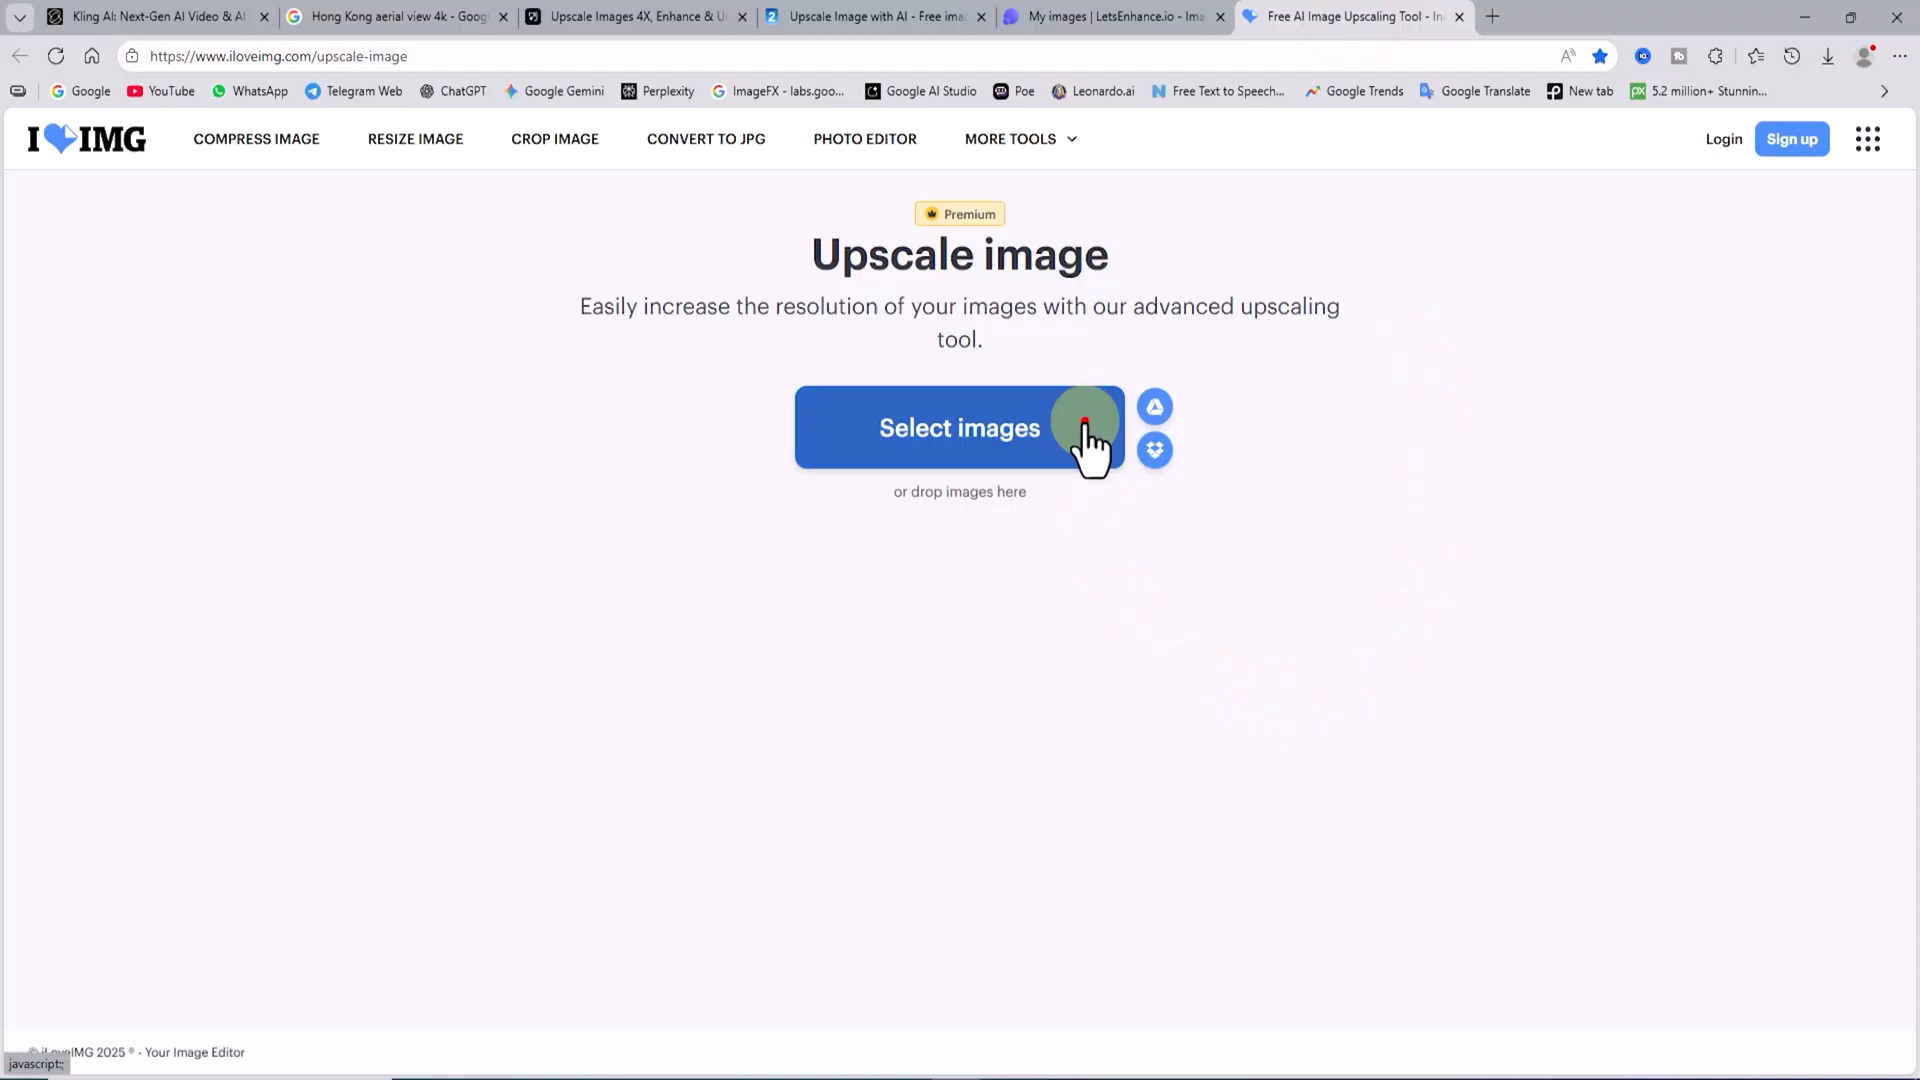 Kling AI: Next-Gen AI Video & AI
Hong Kong aerial view 4k - Goog
Upscale Images 4X, Enhance & U
Upscale Image with AI - Free ima
My images | LetsEnhance.io - Ima
Free AI Image Upscaling Tool - In
https://www.iloveimg.com/upscale-image
Google
YouTube
WhatsApp
Telegram Web
ChatGPT
Google Gemini
Perplexity
ImageFX - labs.goo...
Google AI Studio
Poe
Leonardo.ai
Free Text to Speech...
Google Trends
Google Translate
New tab
5.2 million+ Stunnin...
I IMG
COMPRESS IMAGE
RESIZE IMAGE
CROP IMAGE
CONVERT TO JPG
PHOTO EDITOR
MORE TOOLS
Login
Sign up
Premium
Upscale image
Easily increase the resolution of your images with our advanced upscaling
tool.
Select images
or drop images here
© iLoveIMG 2025 ® - Your Image Editor
javascript:;